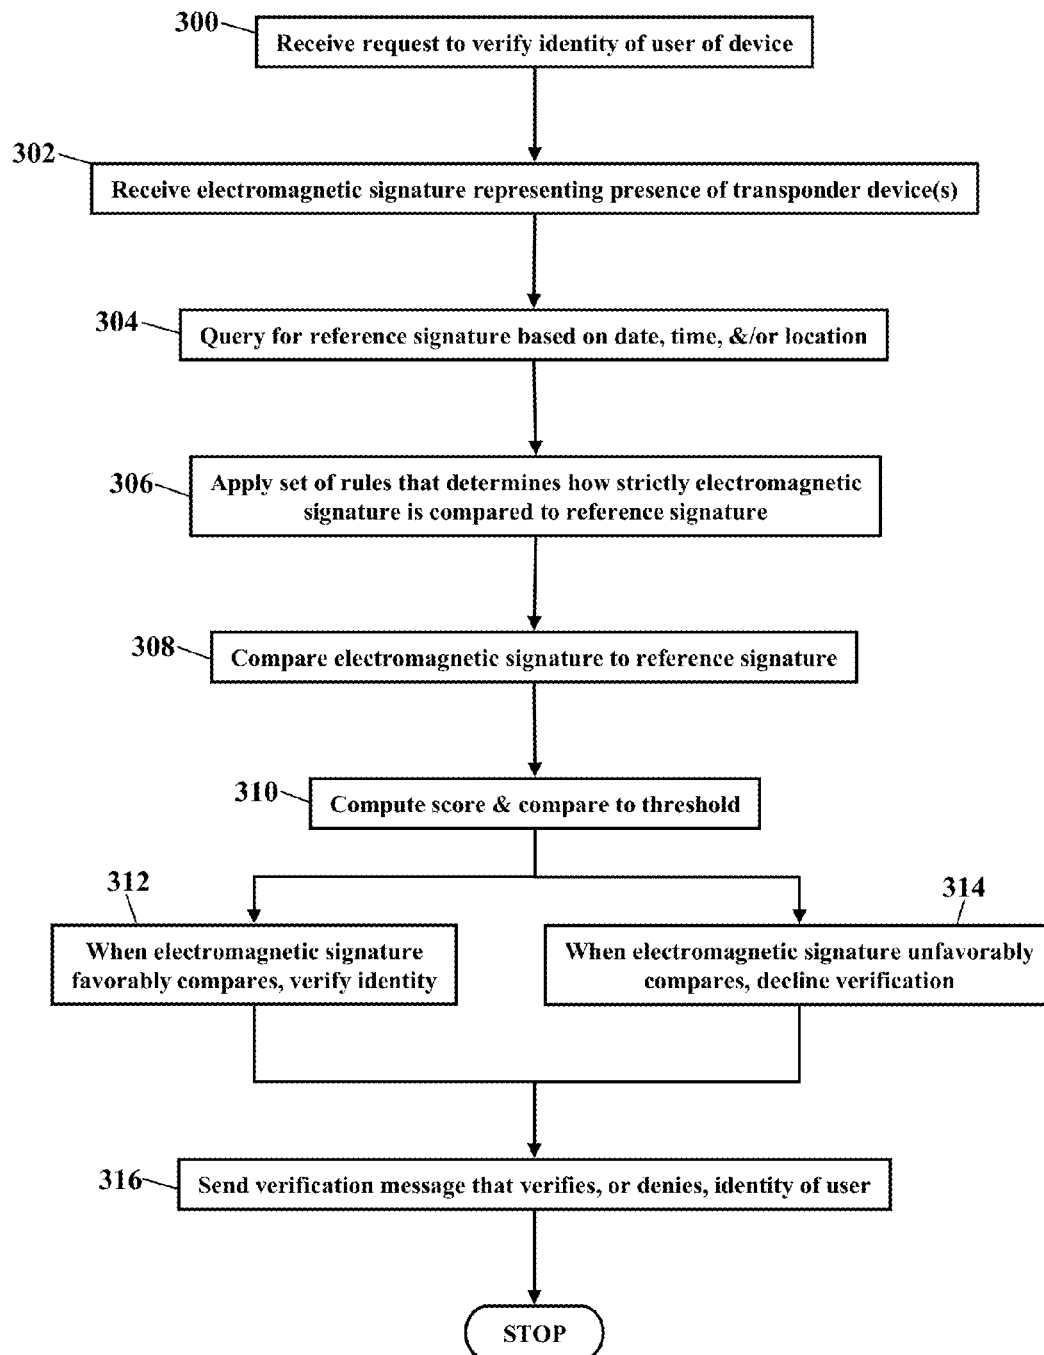 300
Receive request to verify identity of user of device
302
Receive electromagnetic signature representing presence of transponder device(s)
304
Query for reference signature based on date, time, &/or location
306
Apply set of rules that determines how strictly electromagnetic
signature is compared to reference signature
308
Compare electromagnetic signature to reference signature
310
Compute score & compare to threshold
312
When electromagnetic signature
favorably compares, verify identity
314
When electromagnetic signature unfavorably
compares, decline verification
316
Send verification message that verifies, or denies, identity of user
STOP